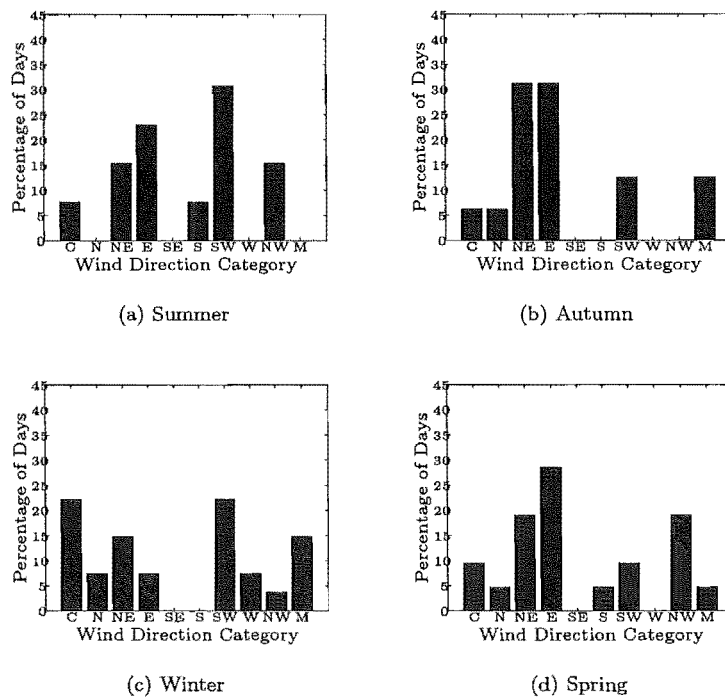 45
40
35
30
25
20
15
10
5
0
Percentage of Days
C N NE E SE S SW W NW M
Wind Direction Category
(a) Summer
45
40
35
30
25
20
15
10
5
0
Percentage of Days
C N NE E SE S SW W NW M
Wind Direction Category
(b) Autumn
45
40
35
30
25
20
15
10
5
0
Percentage of Days
C N NE E SE S SW W NW M
Wind Direction Category
(c) Winter
45
40
35
30
25
20
15
10
5
0
Percentage of Days
C N NE E SE S SW W NW M
Wind Direction Category
(d) Spring